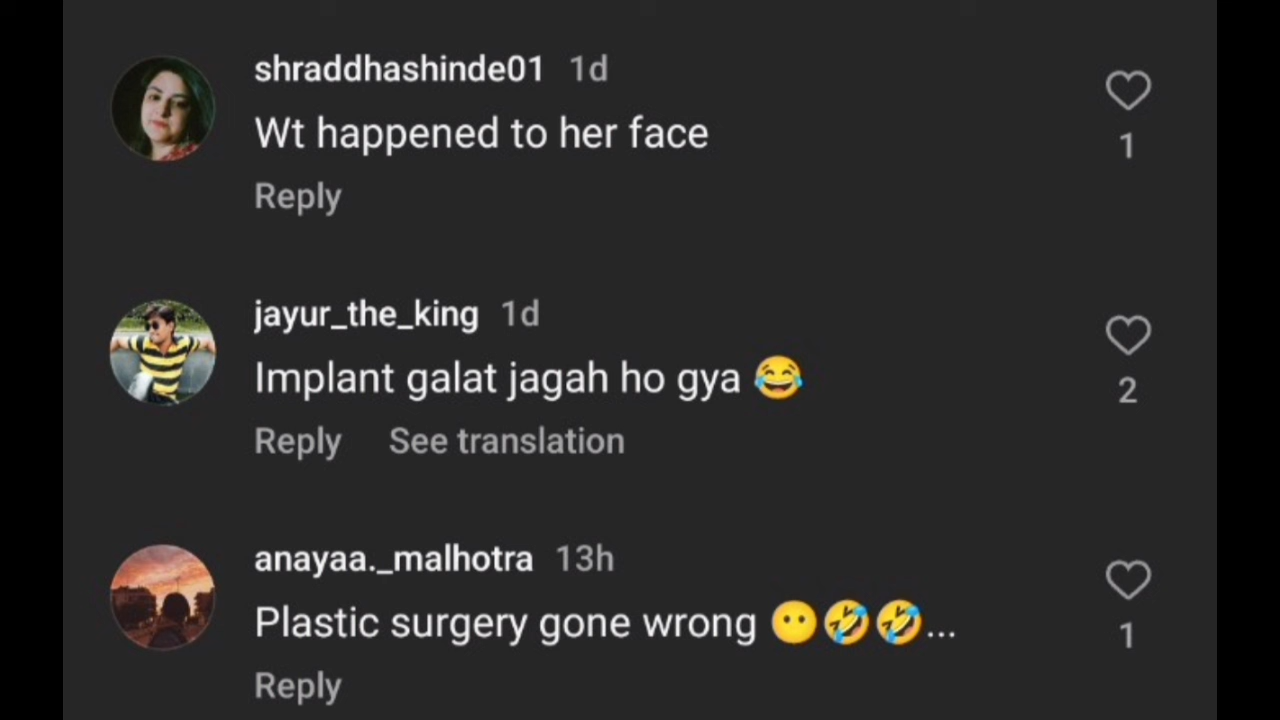 shraddhashinde01 1d
Wt happened to her face
1
Reply
jayur_the_king 1d
Implant galat jagah ho gya 😂
2
Reply See translation
anayaa._malhotra 13h
Plastic surgery gone wrong 😶🤣🤣...
1
Reply